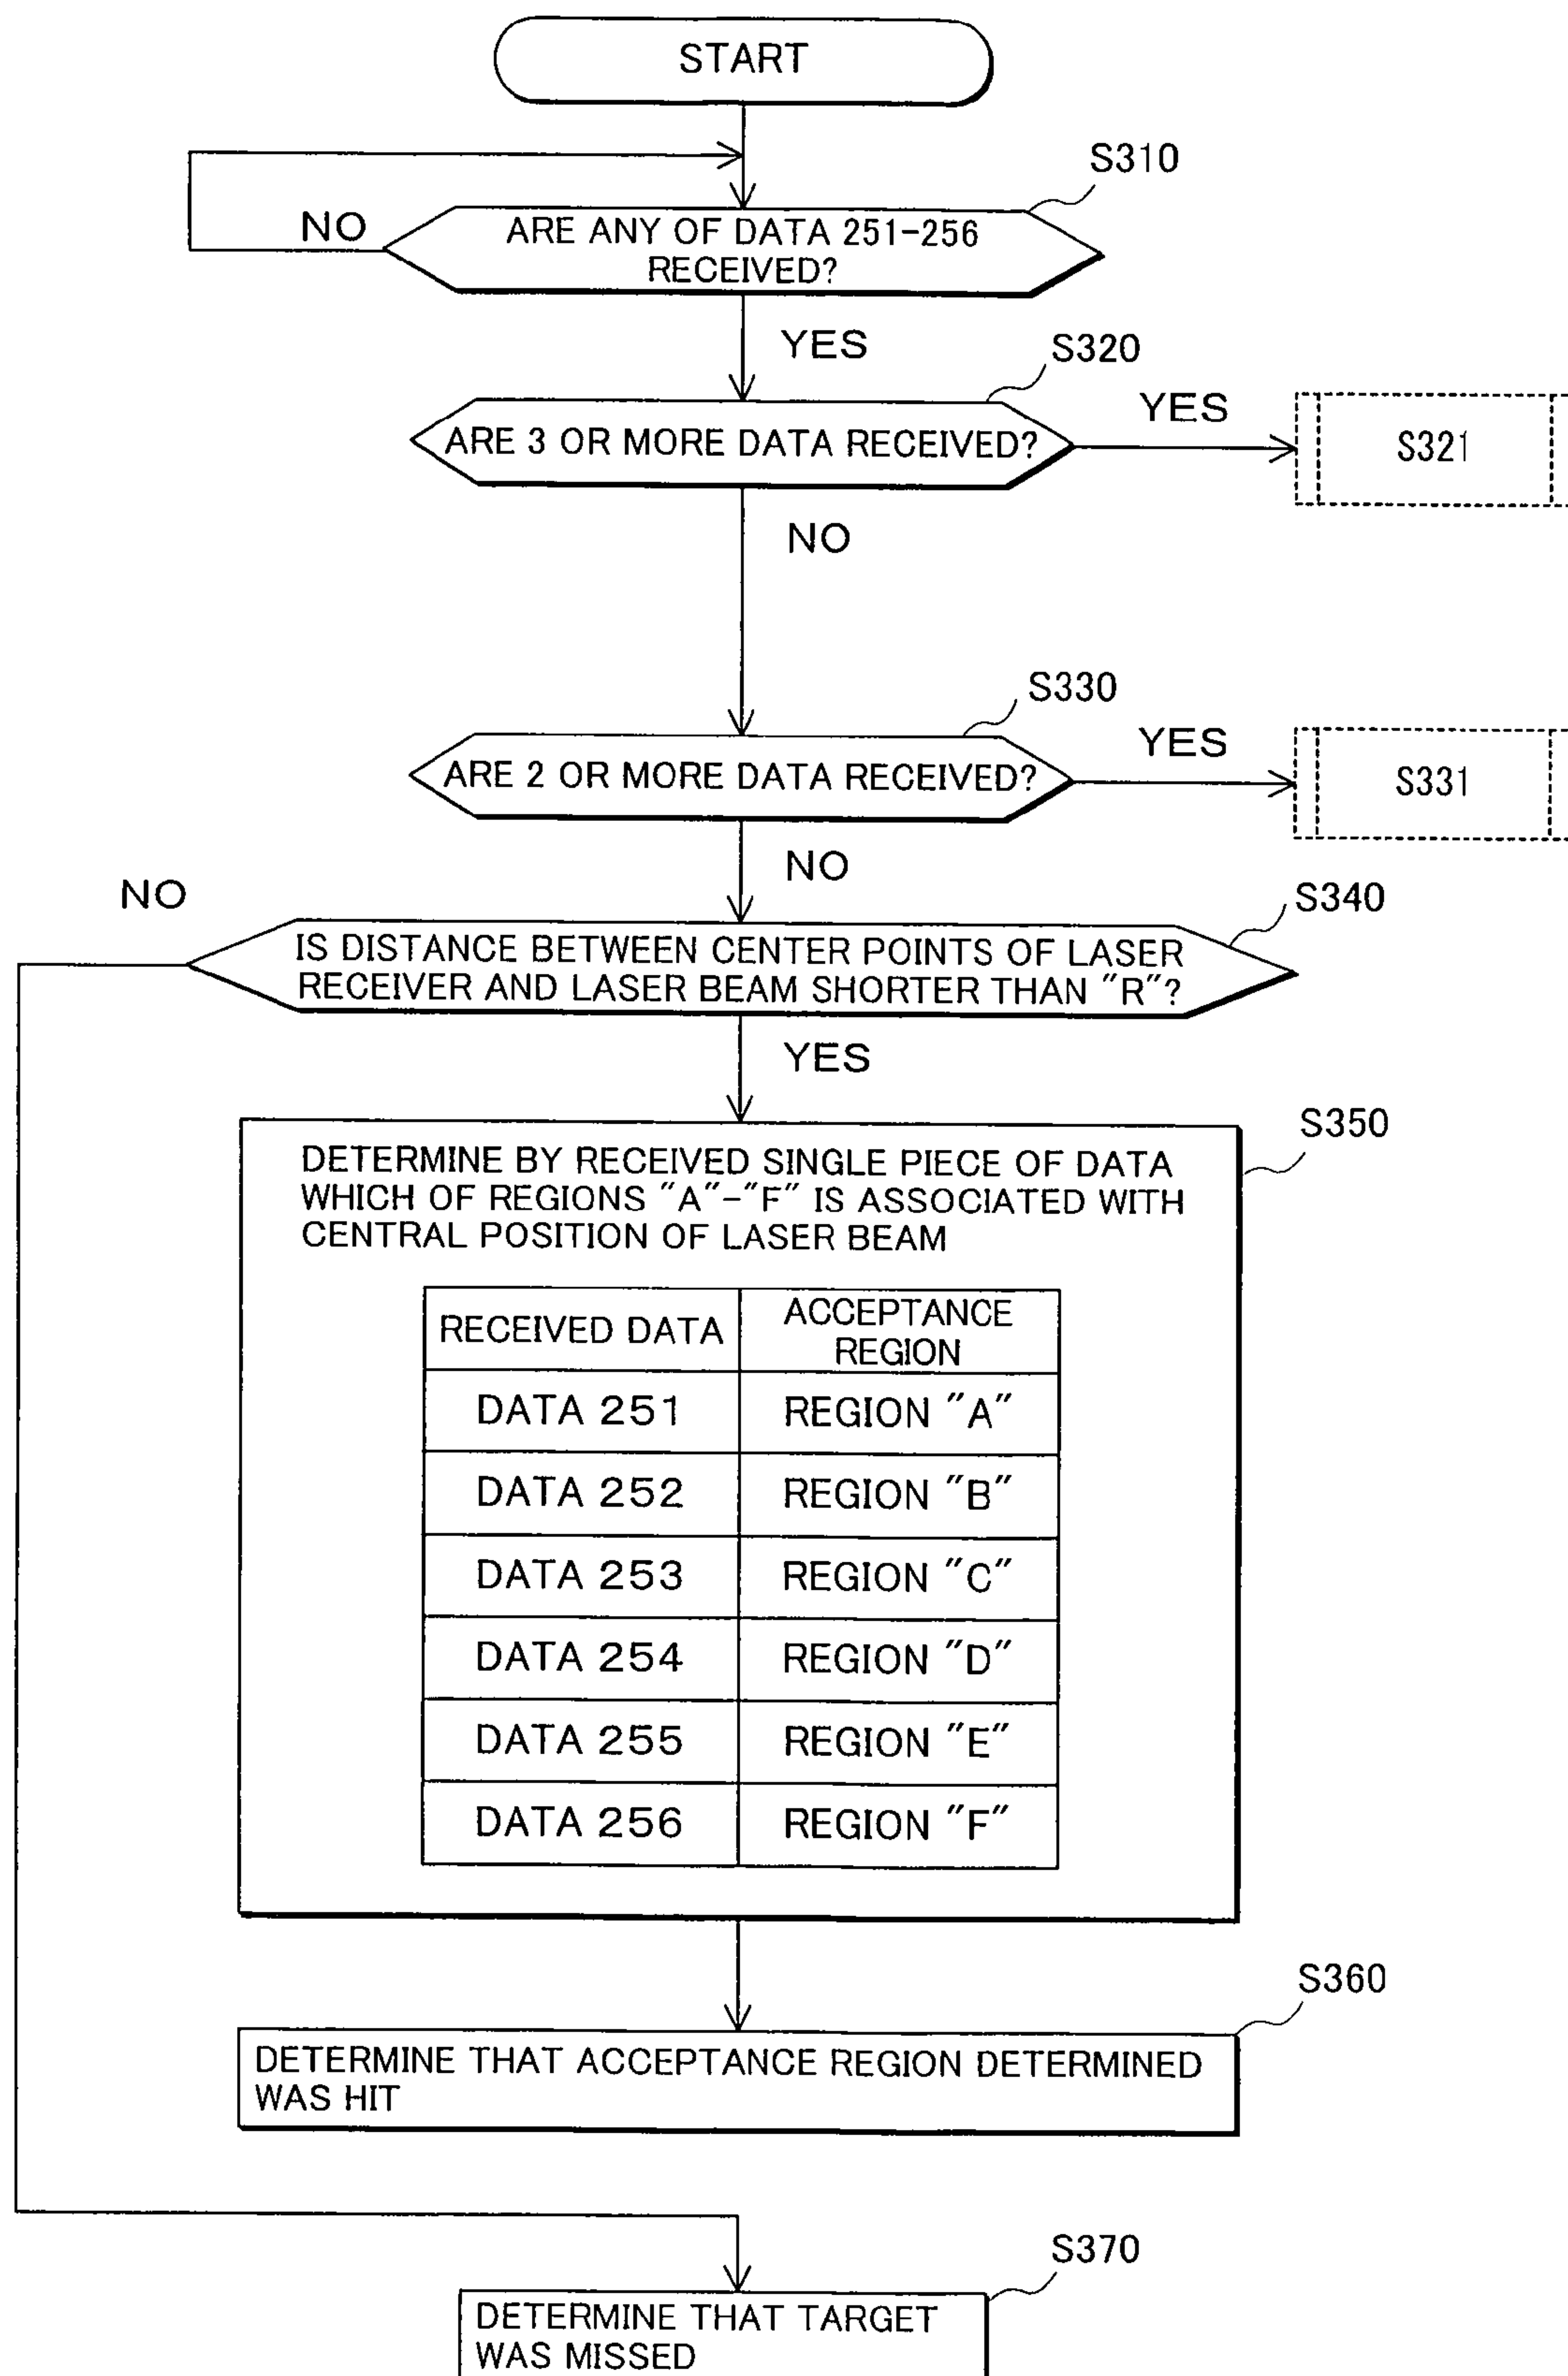 START
S310
NO
ARE ANY OF DATA 251-256
RECEIVED?
YES
S320
YES
ARE 3 OR MORE DATA RECEIVED?
S321
NO
S330
YES
ARE 2 OR MORE DATA RECEIVED?
S331
NO
NO
S340
IS DISTANCE BETWEEN CENTER POINTS OF LASER
RECEIVER AND LASER BEAM SHORTER THAN "R"?
YES
S350
DETERMINE BY RECEIVED SINGLE PIECE OF DATA
WHICH OF REGIONS "A"-"F" IS ASSOCIATED WITH
CENTRAL POSITION OF LASER BEAM
RECEIVED DATA
ACCEPTANCE
REGION
DATA 251
REGION "A"
DATA 252
REGION "B"
DATA 253
REGION "C"
DATA 254
REGION "D"
DATA 255
REGION "E"
DATA 256
REGION "F"
S360
DETERMINE THAT ACCEPTANCE REGION DETERMINED
WAS HIT
S370
DETERMINE THAT TARGET
WAS MISSED